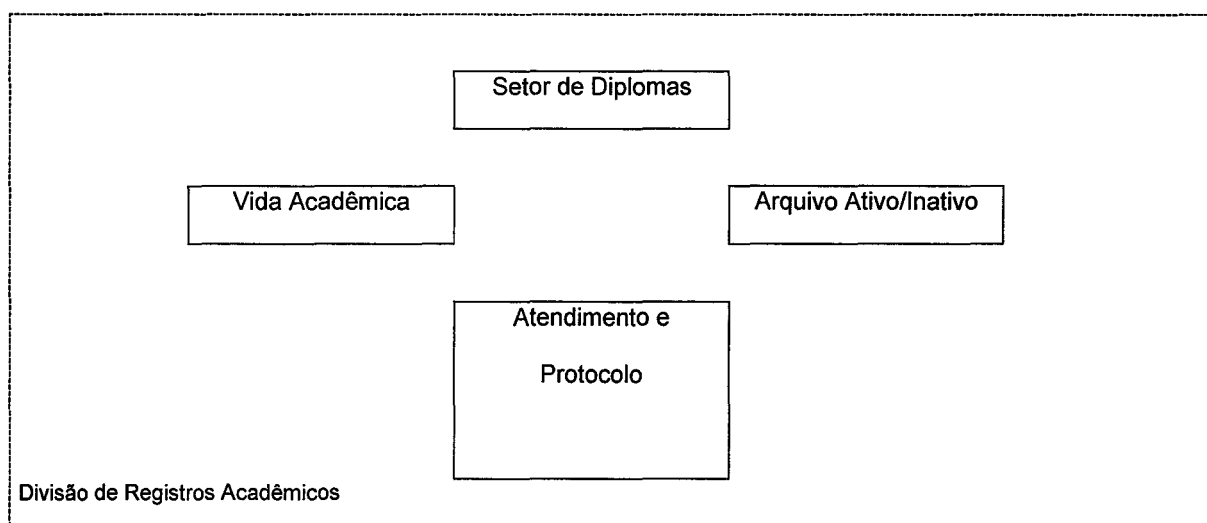 Setor de Diplomas
Vida Acadêmica
Arquivo Ativo/Inativo
Atendimento e
Protocolo
Divisão de Registros Acadêmicos